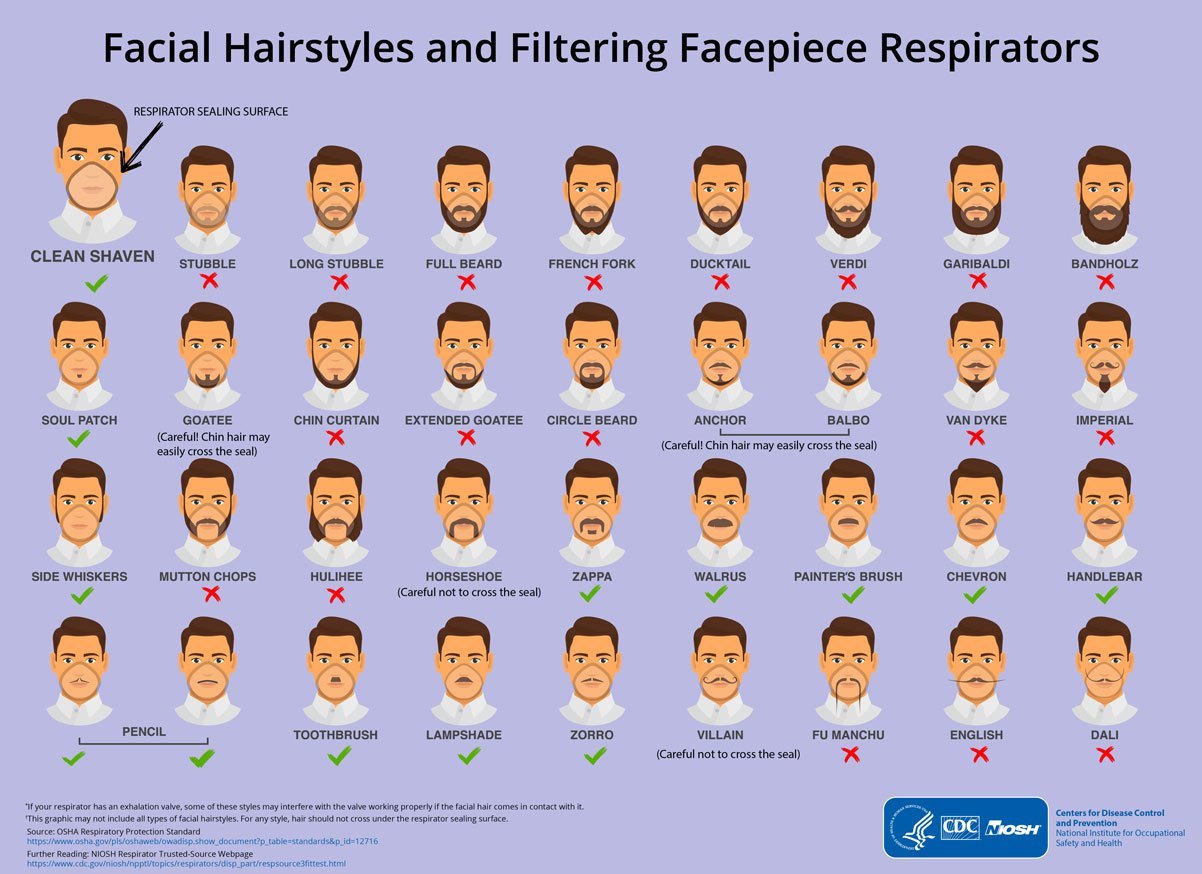 Facial Hairstyles and Filtering Facepiece Respirators
RESPIRATOR SEALING SURFACE
CLEAN SHAVEN
STUBBLE
LONG STUBBLE
FULL BEARD
FRENCH FORK
DUCKTAIL
VERDI
GARIBALDI
BANDHOLZ
SOUL PATCH
GOATEE
(Careful! Chin hair may
easily cross the seal)
CHIN CURTAIN
EXTENDED GOATEE
CIRCLE BEARD
ANCHOR
BALBO
(Careful! Chin hair may easily cross the seal)
VAN DYKE
IMPERIAL
SIDE WHISKERS
MUTTON CHOPS
HULIHEE
HORSESHOE
(Careful not to cross the seal)
ZAPPA
WALRUS
PAINTER'S BRUSH
CHEVRON
HANDLEBAR
PENCIL
TOOTHBRUSH
LAMPSHADE
ZORRO
VILLAIN
(Careful not to cross the seal)
FU MANCHU
ENGLISH
DALI
*If your respirator has an exhalation valve, some of these styles may interfere with the valve working properly if the facial hair comes in contact with it.
†This graphic may not include all types of facial hairstyles. For any style, hair should not cross under the respirator sealing surface.
Source: OSHA Respiratory Protection Standard
https://www.osha.gov/pls/oshaweb/owadisp.show_document?p_table=standards&p_id=12716
Further Reading: NIOSH Respirator Trusted-Source Webpage
https://www.cdc.gov/niosh/npptl/topics/respirators/disp_part/respsource3fittest.html
CDC
NIOSH
Centers for Disease Control
and Prevention
National Institute for Occupational
Safety and Health